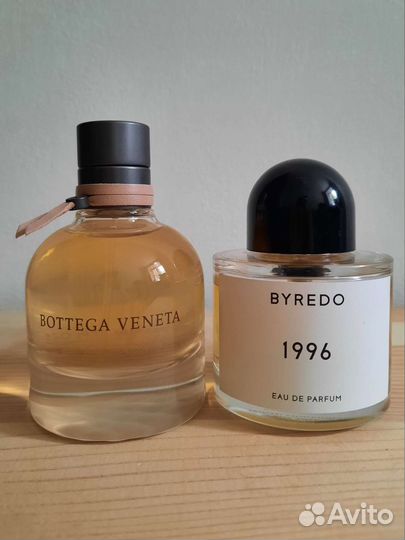 BOTTEGA VENETA
BYREDO
1996
EAU DE PARFUM
Avito